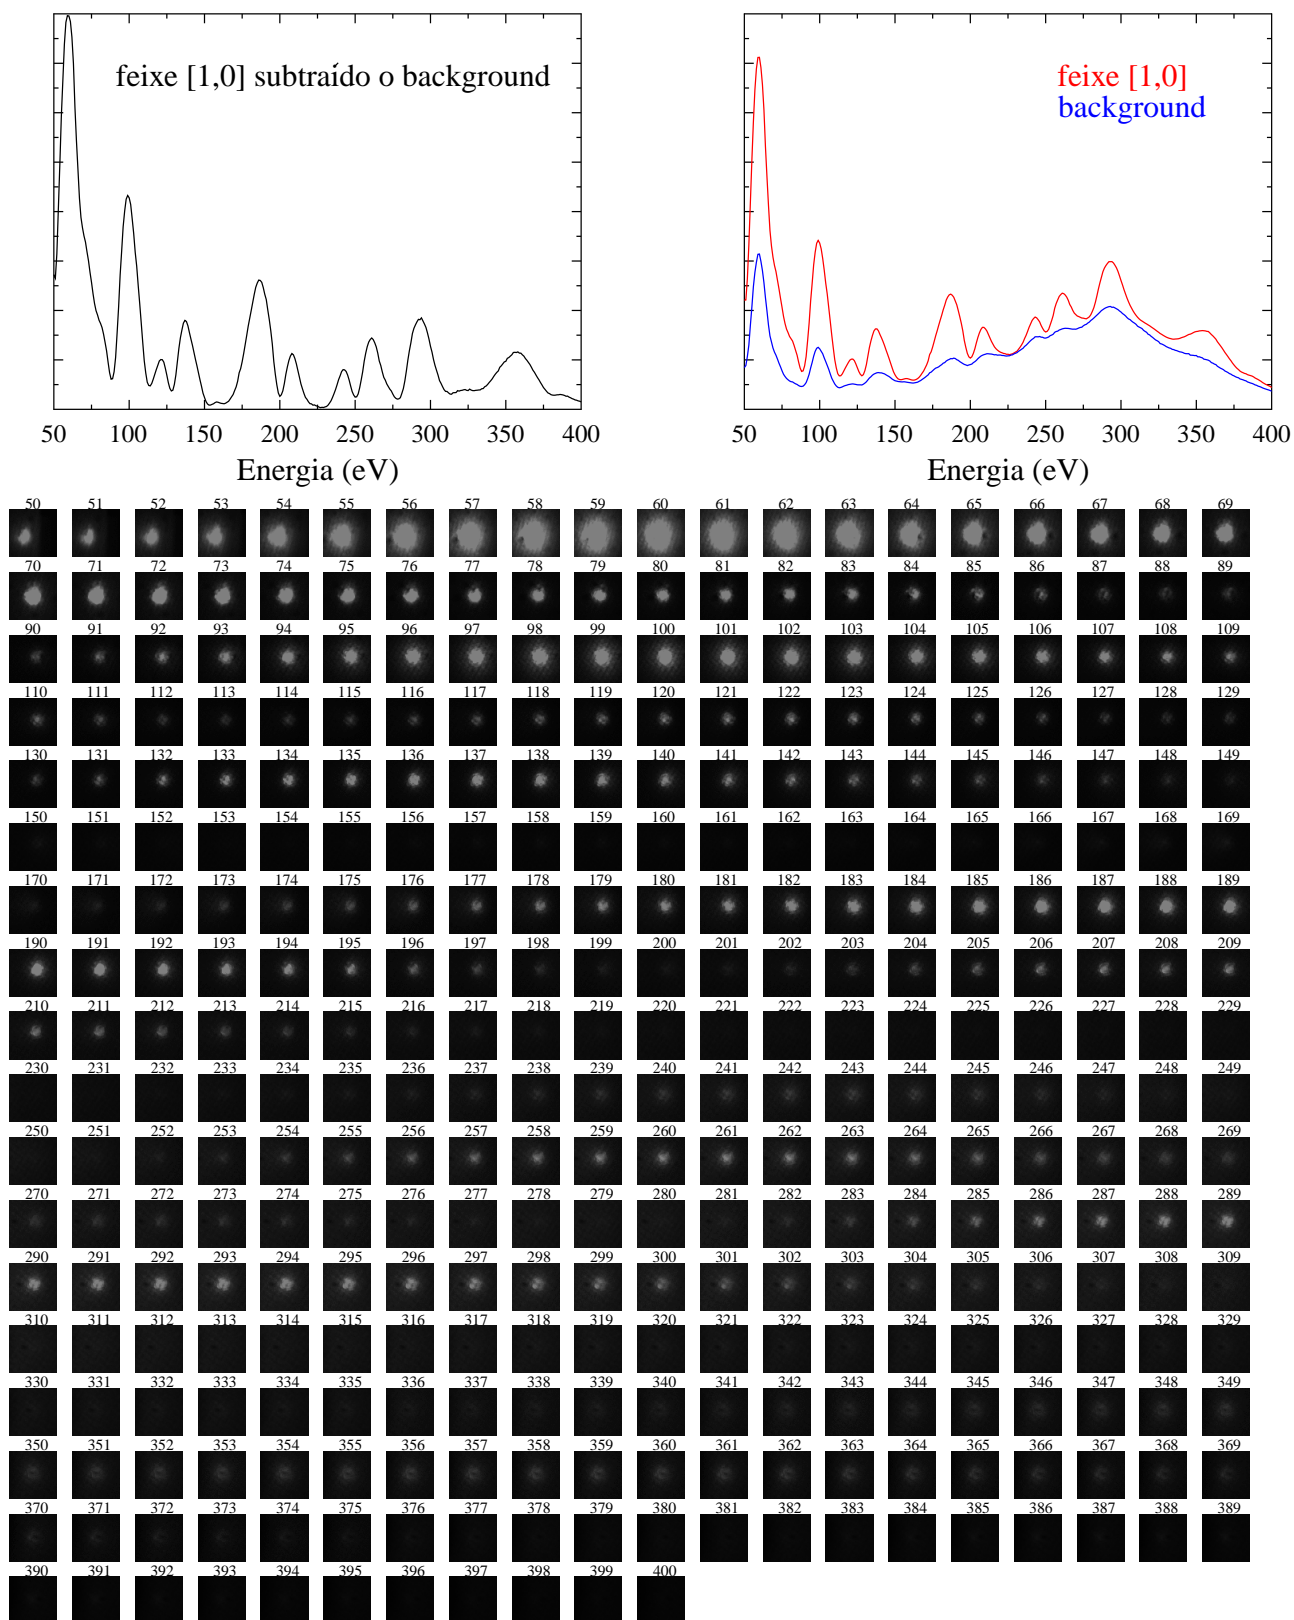 feixe [1,0] subtraído o background
50 100 150 200 250 300 350 400
Energia (eV)
feixe [1,0]
background
50 100 150 200 250 300 350 400
Energia (eV)
50 51 52 53 54 55 56 57 58 59 60 61 62 63 64 65 66 67 68 69
70 71 72 73 74 75 76 77 78 79 80 81 82 83 84 85 86 87 88 89
90 91 92 93 94 95 96 97 98 99 100 101 102 103 104 105 106 107 108 109
110 111 112 113 114 115 116 117 118 119 120 121 122 123 124 125 126 127 128 129
130 131 132 133 134 135 136 137 138 139 140 141 142 143 144 145 146 147 148 149
150 151 152 153 154 155 156 157 158 159 160 161 162 163 164 165 166 167 168 169
170 171 172 173 174 175 176 177 178 179 180 181 182 183 184 185 186 187 188 189
190 191 192 193 194 195 196 197 198 199 200 201 202 203 204 205 206 207 208 209
210 211 212 213 214 215 216 217 218 219 220 221 222 223 224 225 226 227 228 229
230 231 232 233 234 235 236 237 238 239 240 241 242 243 244 245 246 247 248 249
250 251 252 253 254 255 256 257 258 259 260 261 262 263 264 265 266 267 268 269
270 271 272 273 274 275 276 277 278 279 280 281 282 283 284 285 286 287 288 289
290 291 292 293 294 295 296 297 298 299 300 301 302 303 304 305 306 307 308 309
310 311 312 313 314 315 316 317 318 319 320 321 322 323 324 325 326 327 328 329
330 331 332 333 334 335 336 337 338 339 340 341 342 343 344 345 346 347 348 349
350 351 352 353 354 355 356 357 358 359 360 361 362 363 364 365 366 367 368 369
370 371 372 373 374 375 376 377 378 379 380 381 382 383 384 385 386 387 388 389
390 391 392 393 394 395 396 397 398 399 400